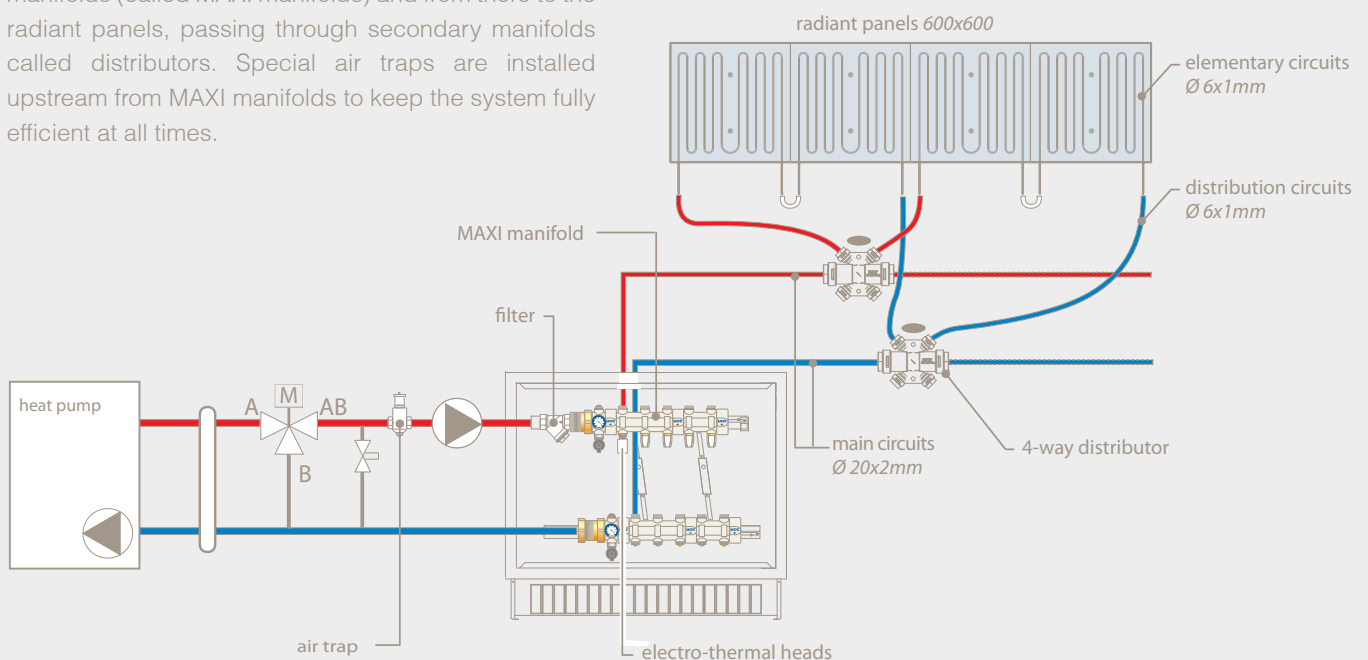 manifolds (called MAXI manifolds) and from there to the
radiant panels, passing through secondary manifolds
called distributors. Special air traps are installed
upstream from MAXI manifolds to keep the system fully
efficient at all times.
radiant panels 600x600
elementary circuits
Ø 6x1mm
distribution circuits
Ø 6x1mm
MAXI manifold
filter
heat pump
A
M
AB
B
main circuits
Ø 20x2mm
4-way distributor
air trap
electro-thermal heads